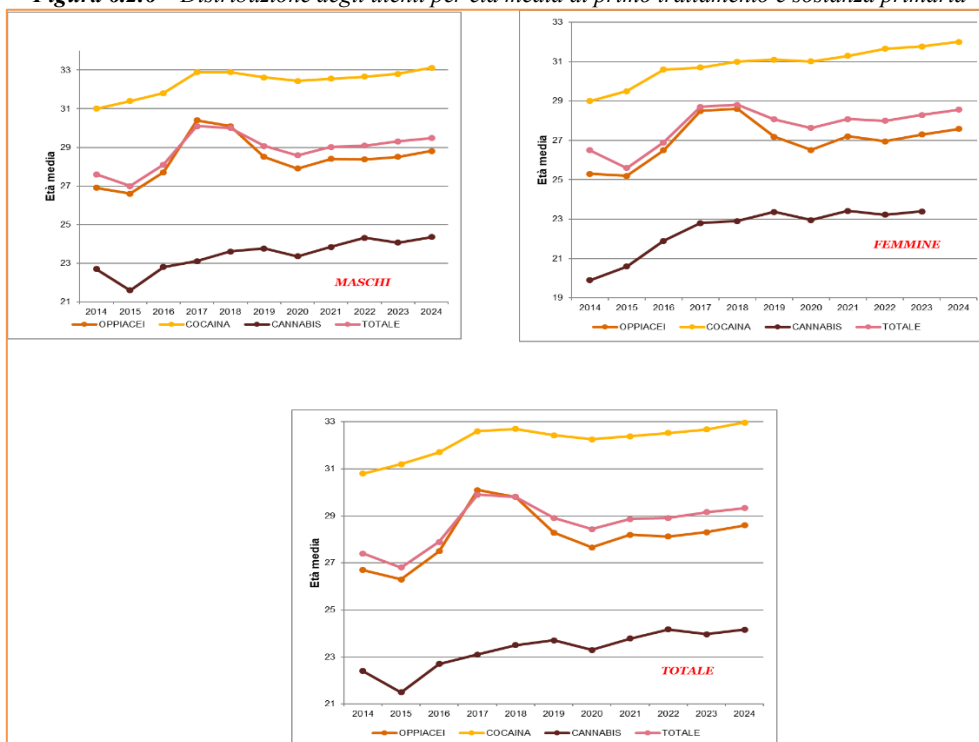 Figura 6.2.6 – Distribuzione degli utenti per età media al primo trattamento e sostanza primaria
Età media
33
31
29
27
25
23
21
2014 2015 2016 2017 2018 2019 2020 2021 2022 2023 2024
MASCHI
OPPIACEI COCAINA CANNABIS TOTALE
Età media
33
31
29
27
25
23
21
19
2014 2015 2016 2017 2018 2019 2020 2021 2022 2023 2024
FEMMINE
OPPIACEI COCAINA CANNABIS TOTALE
Età media
33
31
29
27
25
23
21
2014 2015 2016 2017 2018 2019 2020 2021 2022 2023 2024
TOTALE
OPPIACEI COCAINA CANNABIS TOTALE